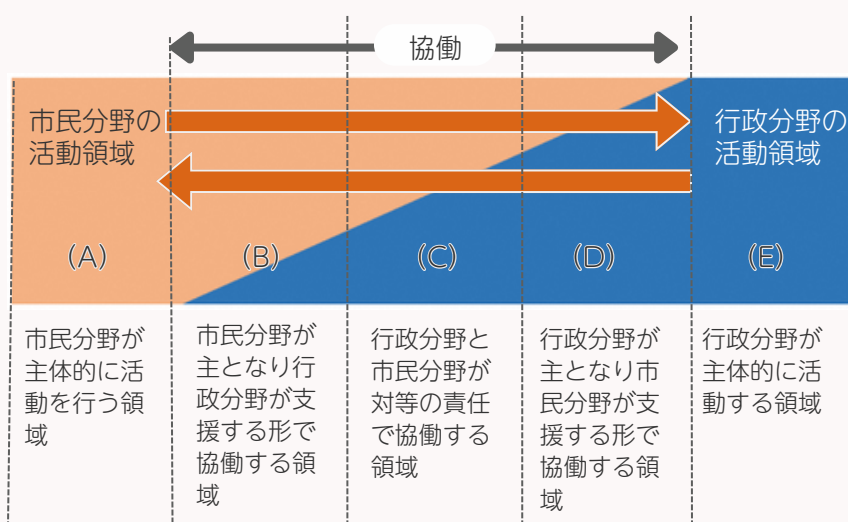 協働
市民分野の
活動領域
行政分野の
活動領域
(A)
(B)
(C)
(D)
(E)
市民分野が
主体的に活
動を行う領
域
市民分野が
主となり行
政分野が支
援する形で
協働する領
域
行政分野と
市民分野が
対等の責任
で協働する
領域
行政分野が
主となり市
民分野が支
援する形で
協働する領
域
行政分野が
主体的に活
動する領域